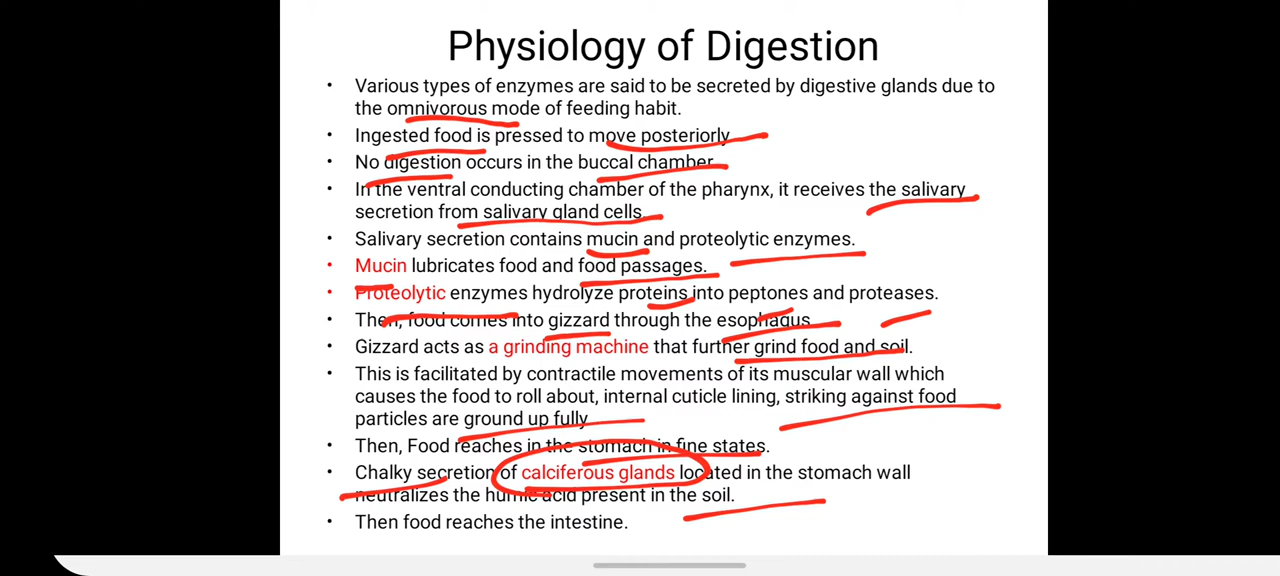 Physiology of Digestion
• Various types of enzymes are said to be secreted by digestive glands due to
the omnivorous mode of feeding habit.
• Ingested food is pressed to move posteriorly
• No digestion occurs in the buccal chamber
• In the ventral conducting chamber of the pharynx, it receives the salivary
secretion from salivary gland cells.
• Salivary secretion contains mucin and proteolytic enzymes.
• Mucin lubricates food and food passages.
• Proteolytic enzymes hydrolyze proteins into peptones and proteases.
• Then, food comes into gizzard through the esophagus
• Gizzard acts as a grinding machine that further grind food and soil.
• This is facilitated by contractile movements of its muscular wall which
causes the food to roll about, internal cuticle lining, striking against food
particles are ground up fully
• Then, Food reaches in the stomach in fine states.
• Chalky secretion of calciferous glands located in the stomach wall
neutralizes the humic acid present in the soil.
• Then food reaches the intestine.